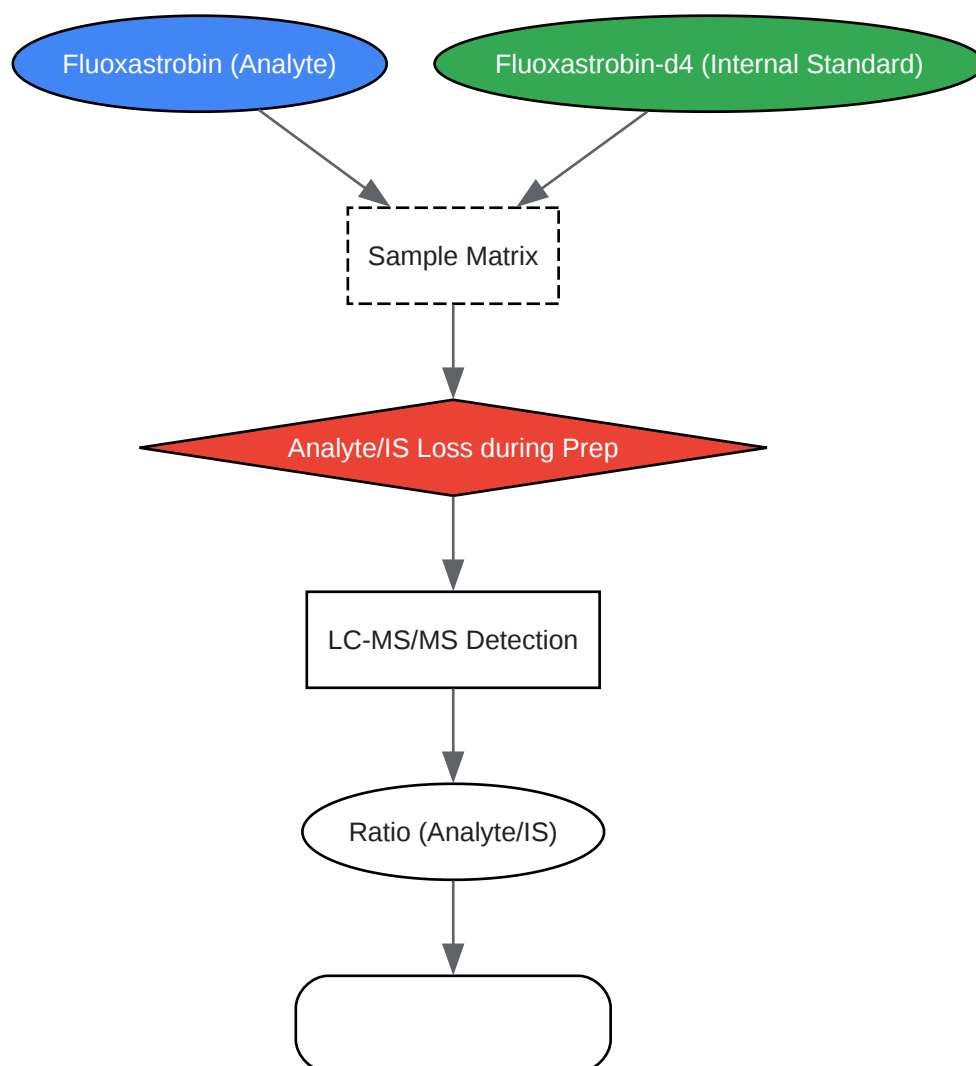 Fluoxastrobin (Analyte)
Fluoxastrobin-d4 (Internal Standard)
Sample Matrix
Analyte/IS Loss during Prep
LC-MS/MS Detection
Ratio (Analyte/IS)